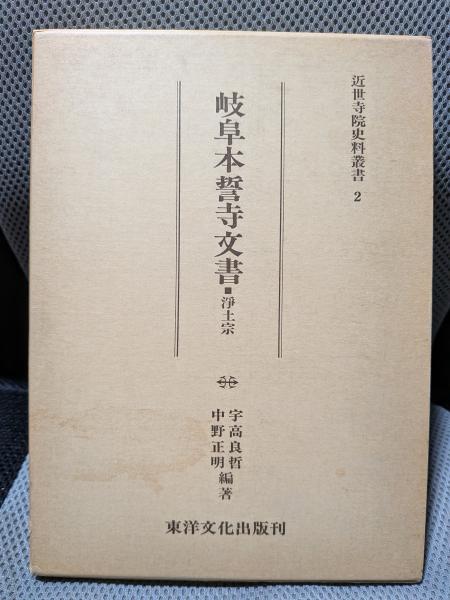 近世寺院史料叢書 2
岐阜本誓寺文書・淨土宗
宇高良哲
中野正明 編著
東洋文化出版刊